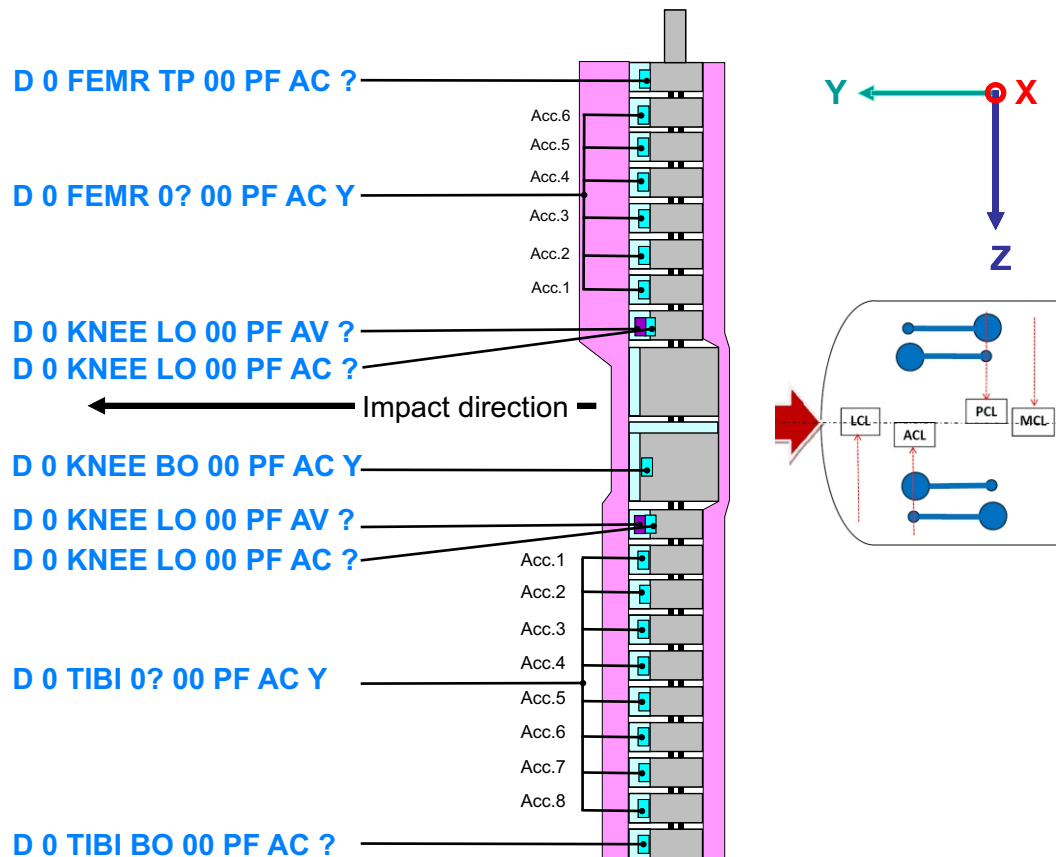 D 0 FEMR TP 00 PF AC ?
Acc.6
Acc.5
Acc.4
D 0 FEMR 0? 00 PF AC Y
Acc.3
Acc.2
Acc.1
D 0 KNEE LO 00 PF AV ?
D 0 KNEE LO 00 PF AC ?
Impact direction
D 0 KNEE BO 00 PF AC Y
D 0 KNEE LO 00 PF AV ?
D 0 KNEE LO 00 PF AC ?
Acc.1
Acc.2
Acc.3
Acc.4
D 0 TIBI 0? 00 PF AC Y
Acc.5
Acc.6
Acc.7
Acc.8
D 0 TIBI BO 00 PF AC ?
Y
X
Z
LCL
ACL
PCL
MCL